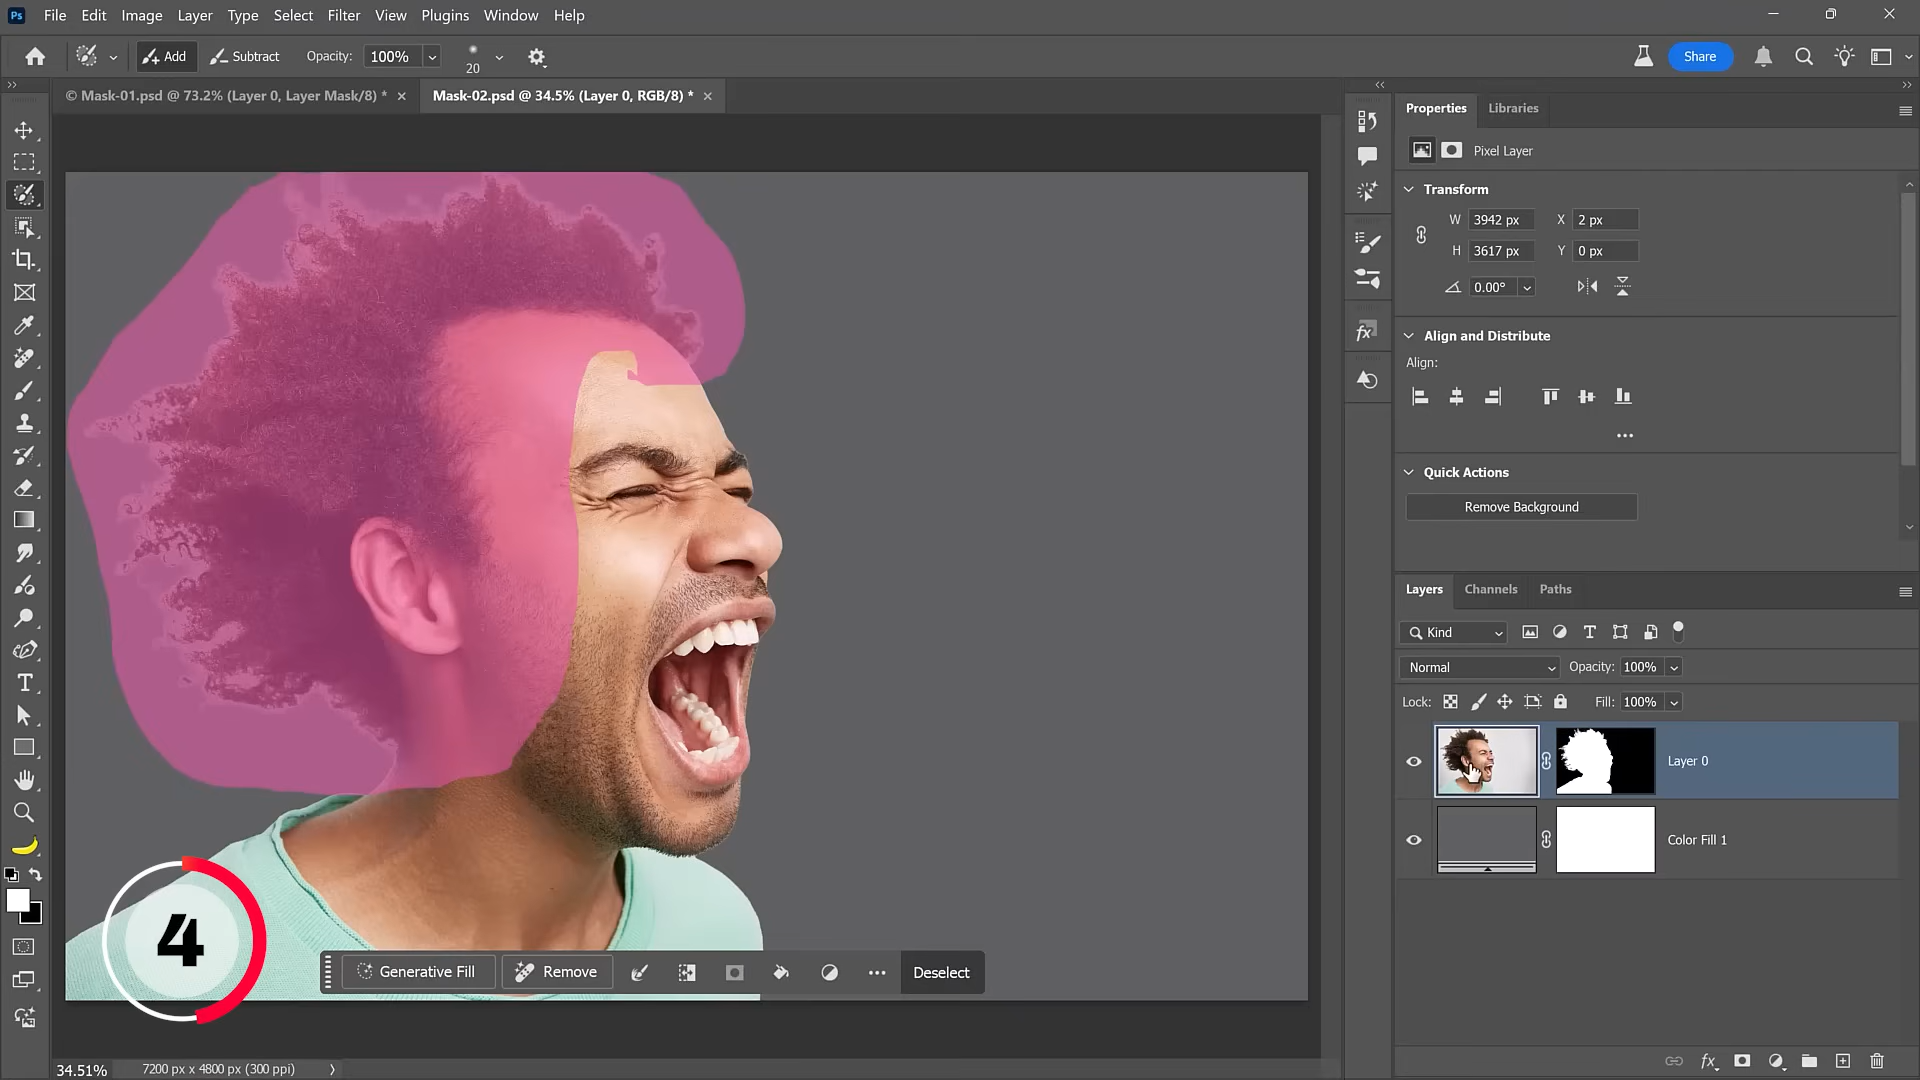 Ps File Edit Image Layer Type Select Filter View Plugins Window Help
Add Subtract Opacity: 100% 20 Share
© Mask-01.psd @ 73.2% (Layer 0, Layer Mask/8) * × Mask-02.psd @ 34.5% (Layer 0, RGB/8) * ×
Properties Libraries
Pixel Layer
Transform
W 3942 px X 2 px
H 3617 px Y 0 px
0.00°
Align and Distribute
Align:
Quick Actions
Remove Background
Layers Channels Paths
Kind
Normal Opacity: 100%
Lock: Fill: 100%
Layer 0
Color Fill 1
4
Generative Fill Remove Deselect
34.51% 7200 px x 4800 px (300 ppi)